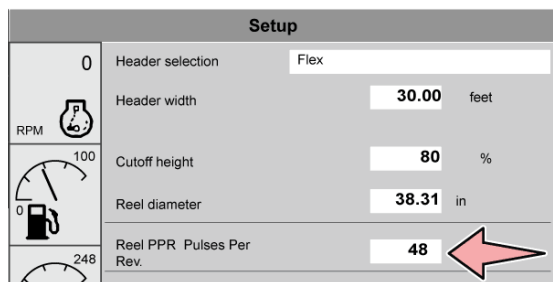 Setup
0
RPM
Header selection Flex
Header width 30.00 feet
100
0
Cutoff height 80 %
Reel diameter 38.31 in
248
Reel PPR Pulses Per
Rev. 48